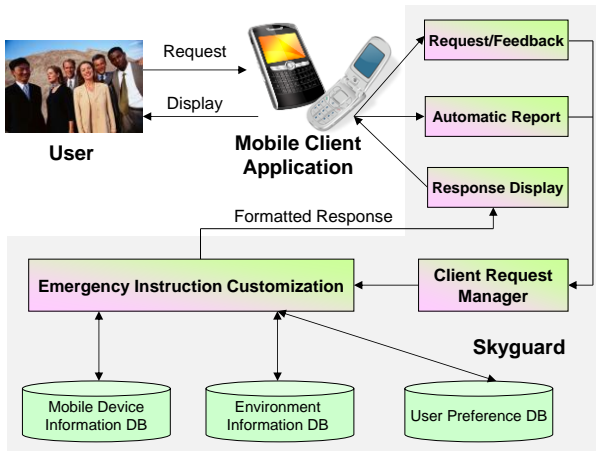 Request
Display
User
Mobile Client
Application
Request/Feedback
Automatic Report
Response Display
Formatted Response
Emergency Instruction Customization
Client Request
Manager
Skyguard
Mobile Device
Information DB
Environment
Information DB
User Preference DB